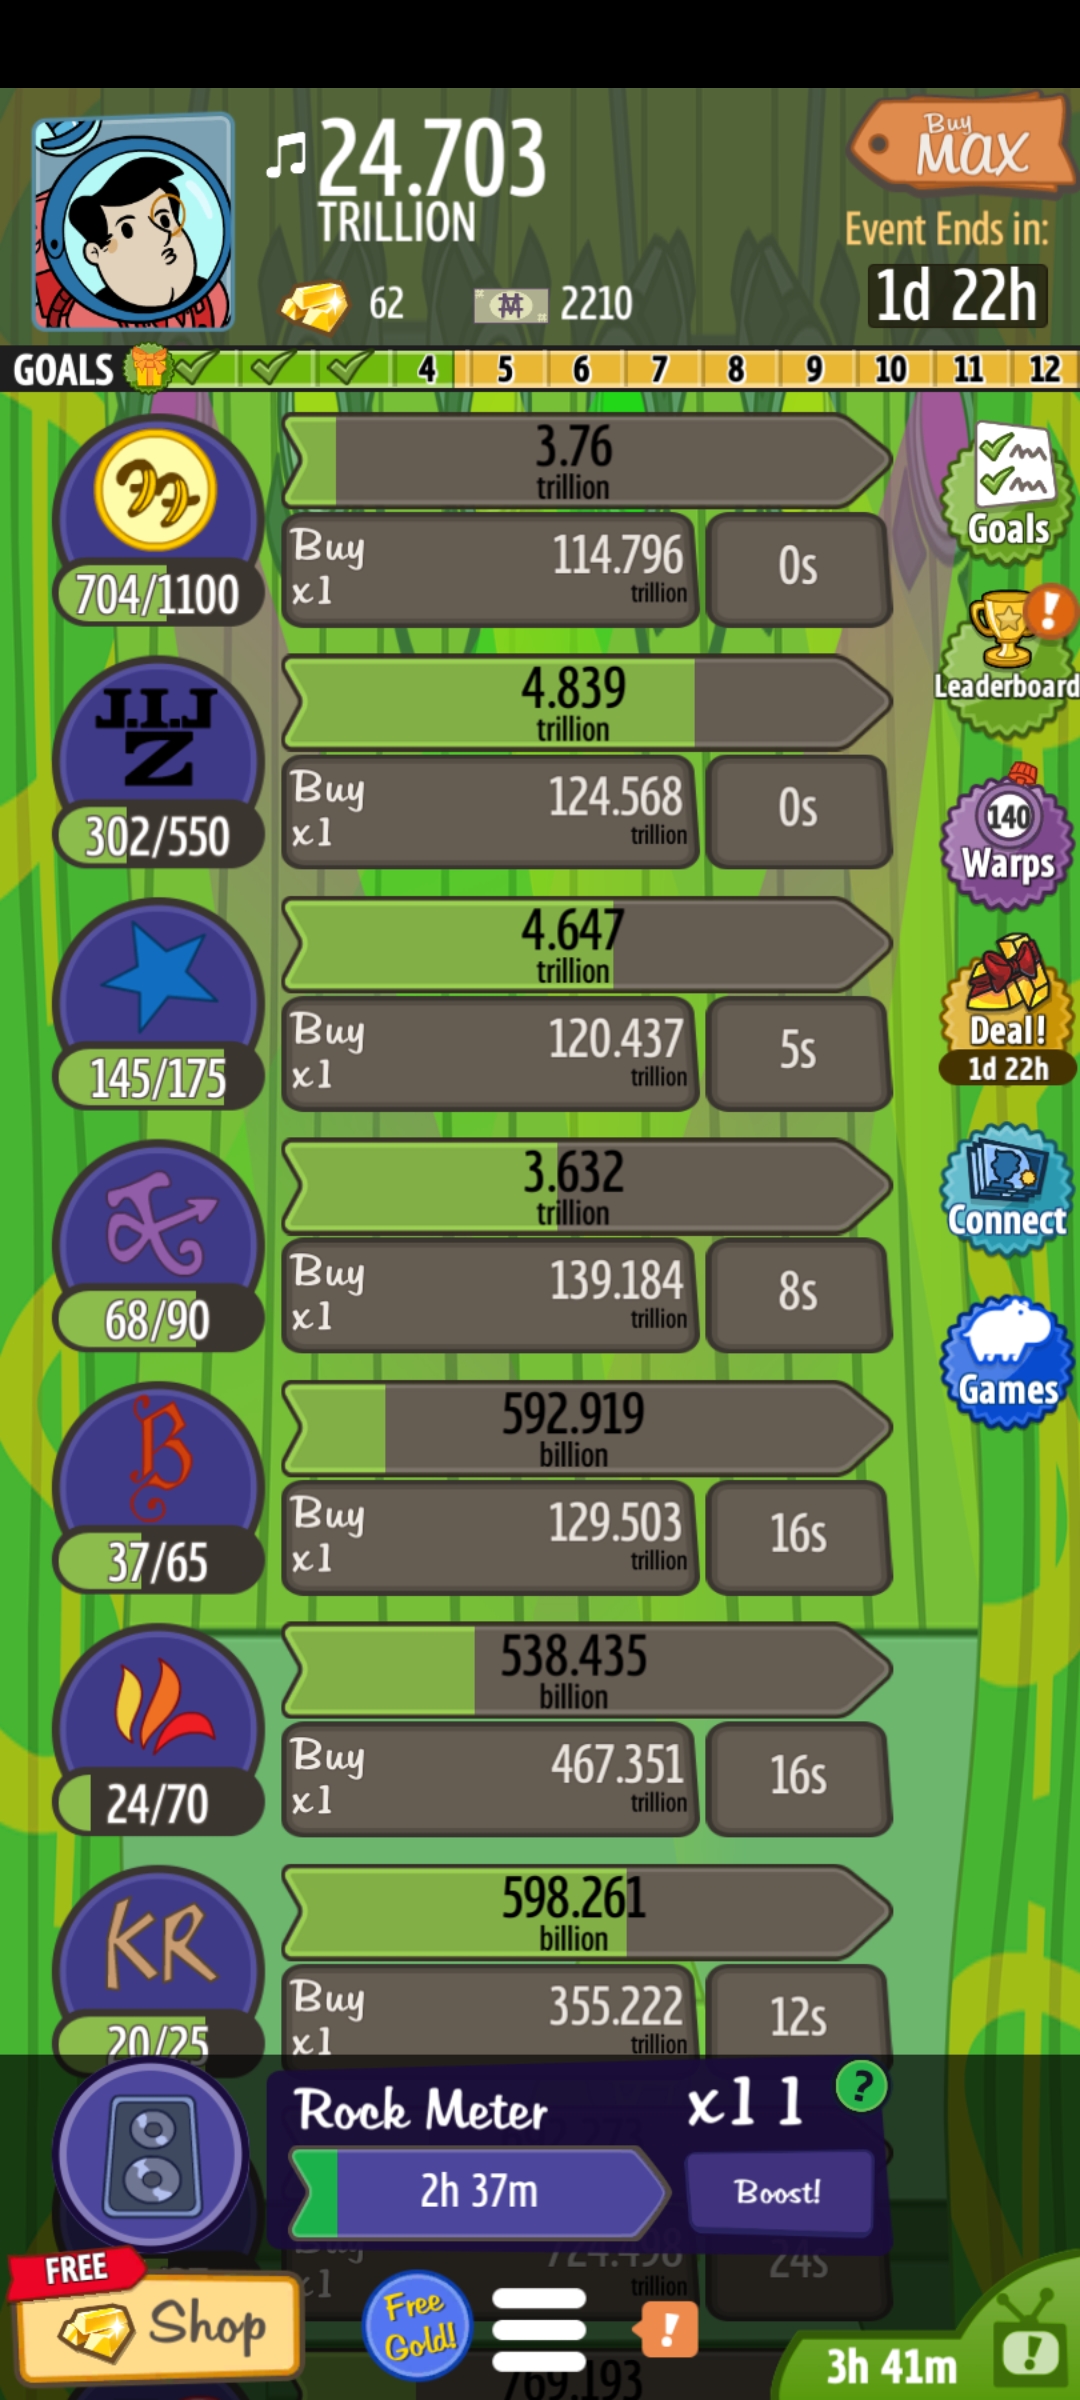 24.703
TRILLION
Buy
MAX
Event Ends in:
1d 22h
62
2210
GOALS
4
5
6
7
8
9
10
11
12
3.76
trillion
704/1100
Buy
x1
114.796
trillion
0s
Goals
J.I.J
Z
4.839
trillion
302/550
Buy
x1
124.568
trillion
0s
Leaderboard
140
Warps
4.647
trillion
145/175
Buy
x1
120.437
trillion
5s
Deal!
1d 22h
3.632
trillion
68/90
Buy
x1
139.184
trillion
8s
Connect
B
592.919
billion
37/65
Buy
x1
129.503
trillion
16s
Games
538.435
billion
24/70
Buy
x1
467.351
trillion
16s
KR
598.261
billion
20/25
Buy
x1
355.222
trillion
12s
Rock Meter
x11
?
2h 37m
Boost!
Buy
x1
724.498
trillion
24s
FREE
Shop
Free
Gold!
!
769.193
3h 41m